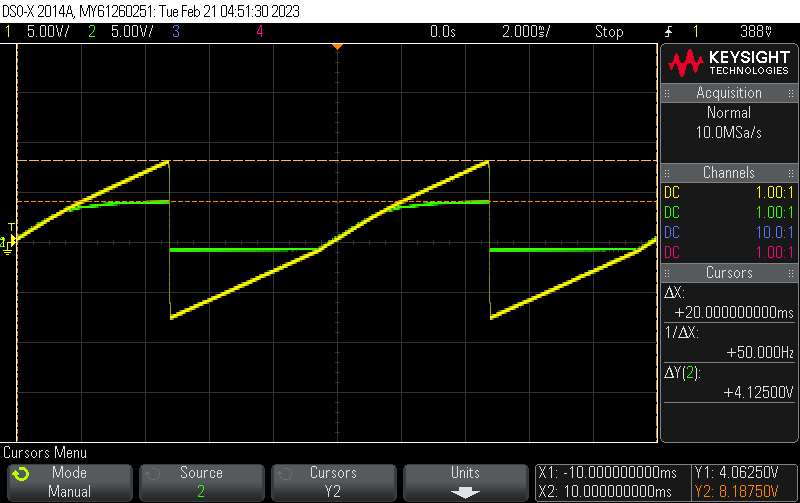 DSO-X 2014A, MY61260251: Tue Feb 21 04:51:30 2023
1 5.00V/ 2 5.00V/ 3 4 0.0s 2.000s/ Stop 1 388
KEYSIGHT
TECHNOLOGIES
Acquisition
Normal
10.0MSa/s
Channels
DC 1.00:1
DC 1.00:1
DC 10.0:1
DC 1.00:1
Cursors
ΔX:
+20.000000000ms
1/ΔX:
+50.000Hz
ΔY(2):
+4.12500V
T
2
Cursors Menu
Mode
Manual
Source
2
Cursors
Y2
Units
X1: -10.000000000ms
X2: 10.000000000ms
Y1: 4.06250V
Y2: 8.18750V